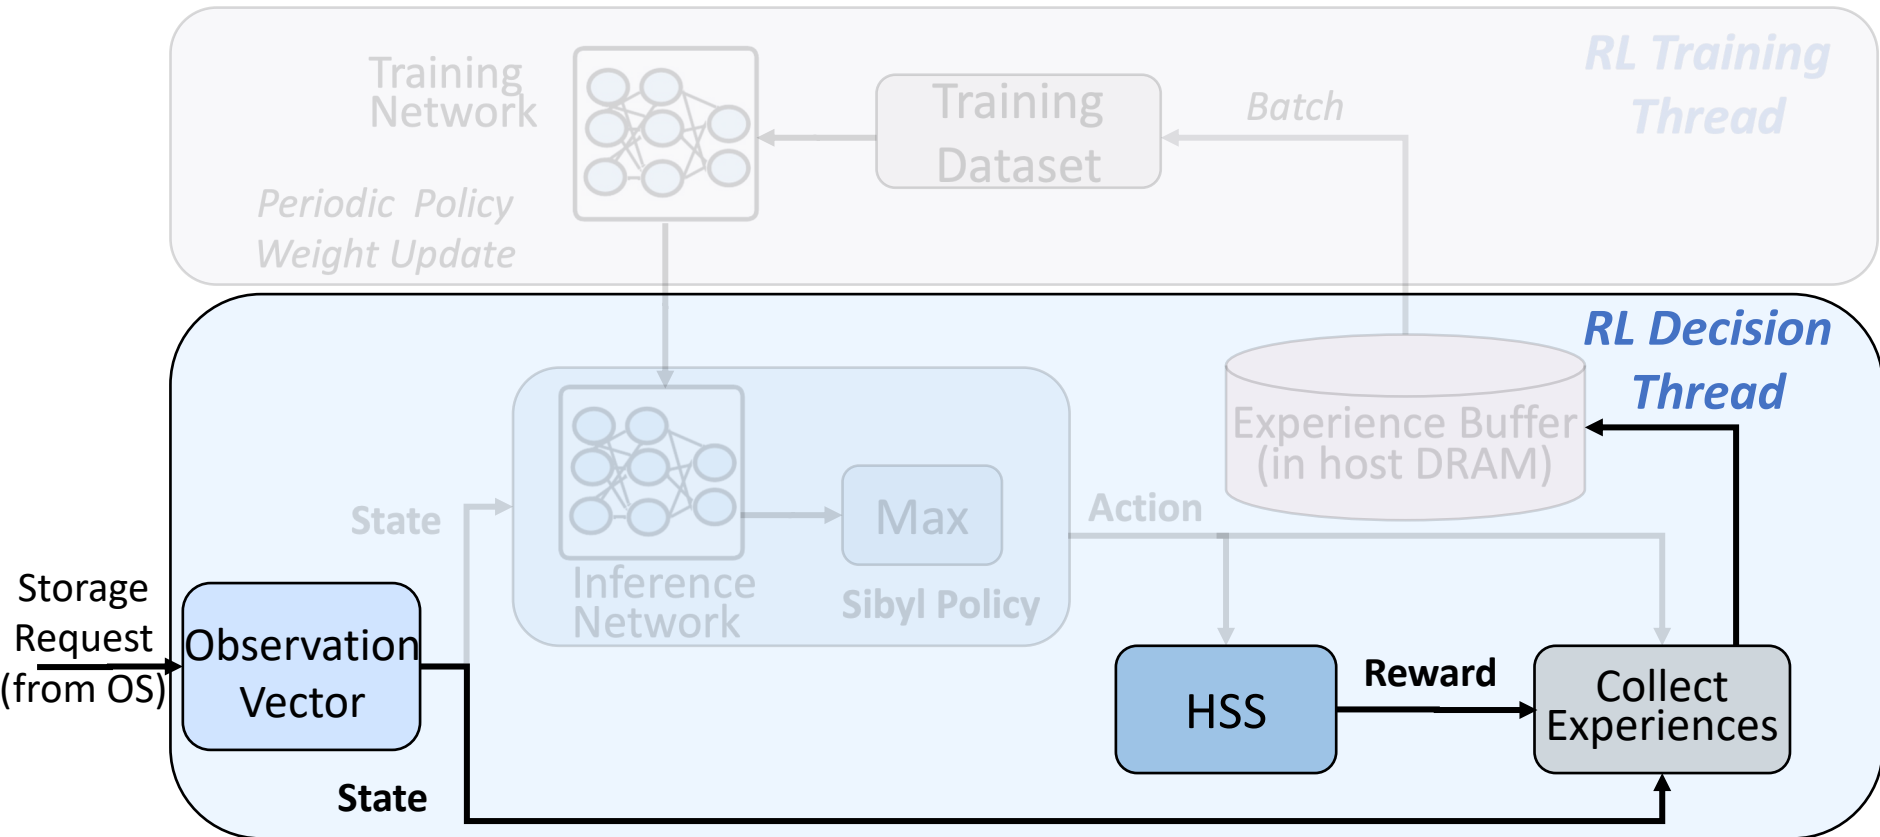 Training
Network
Training
Dataset
Batch
RL Training
Thread
Periodic Policy
Weight Update
RL Decision
Thread
Experience Buffer
(in host DRAM)
State
Max
Action
Inference
Network
Sibyl Policy
Storage
Request
(from OS)
Observation
Vector
HSS
Reward
Collect
Experiences
State